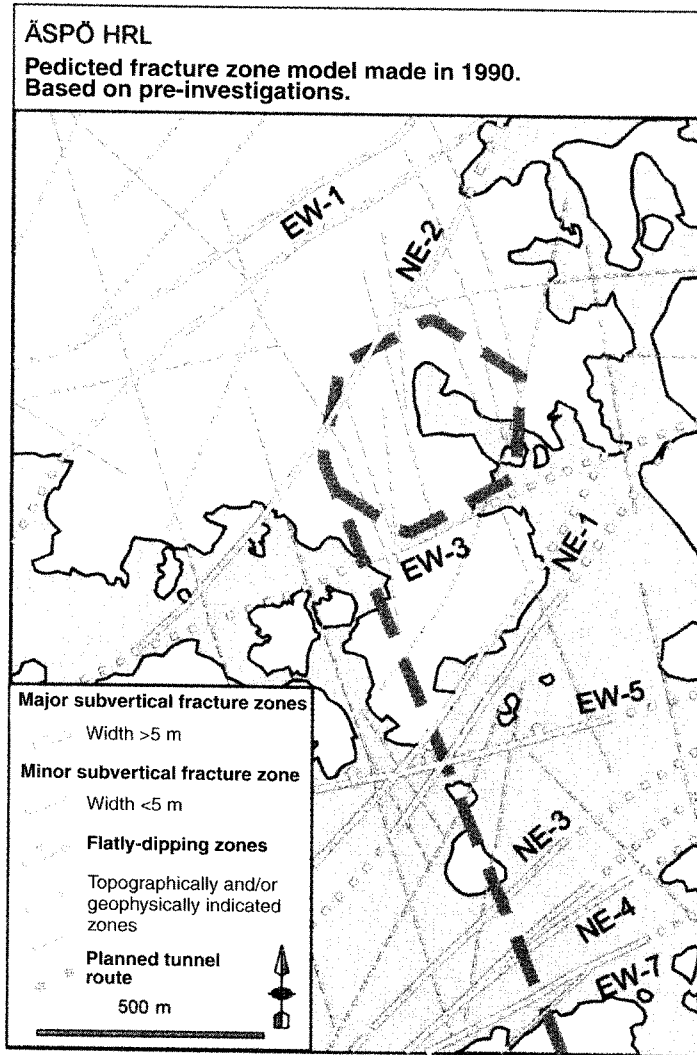 ÄSPÖ HRL
Pedicted fracture zone model made in 1990.
Based on pre-investigations.
EW-1
NE-2
EW-3
NE-1
EW-5
NE-3
NE-4
EW-7
Major subvertical fracture zones
Width >5 m
Minor subvertical fracture zone
Width <5 m
Flatly-dipping zones
Topographically and/or
geophysically indicated
zones
Planned tunnel
route
500 m